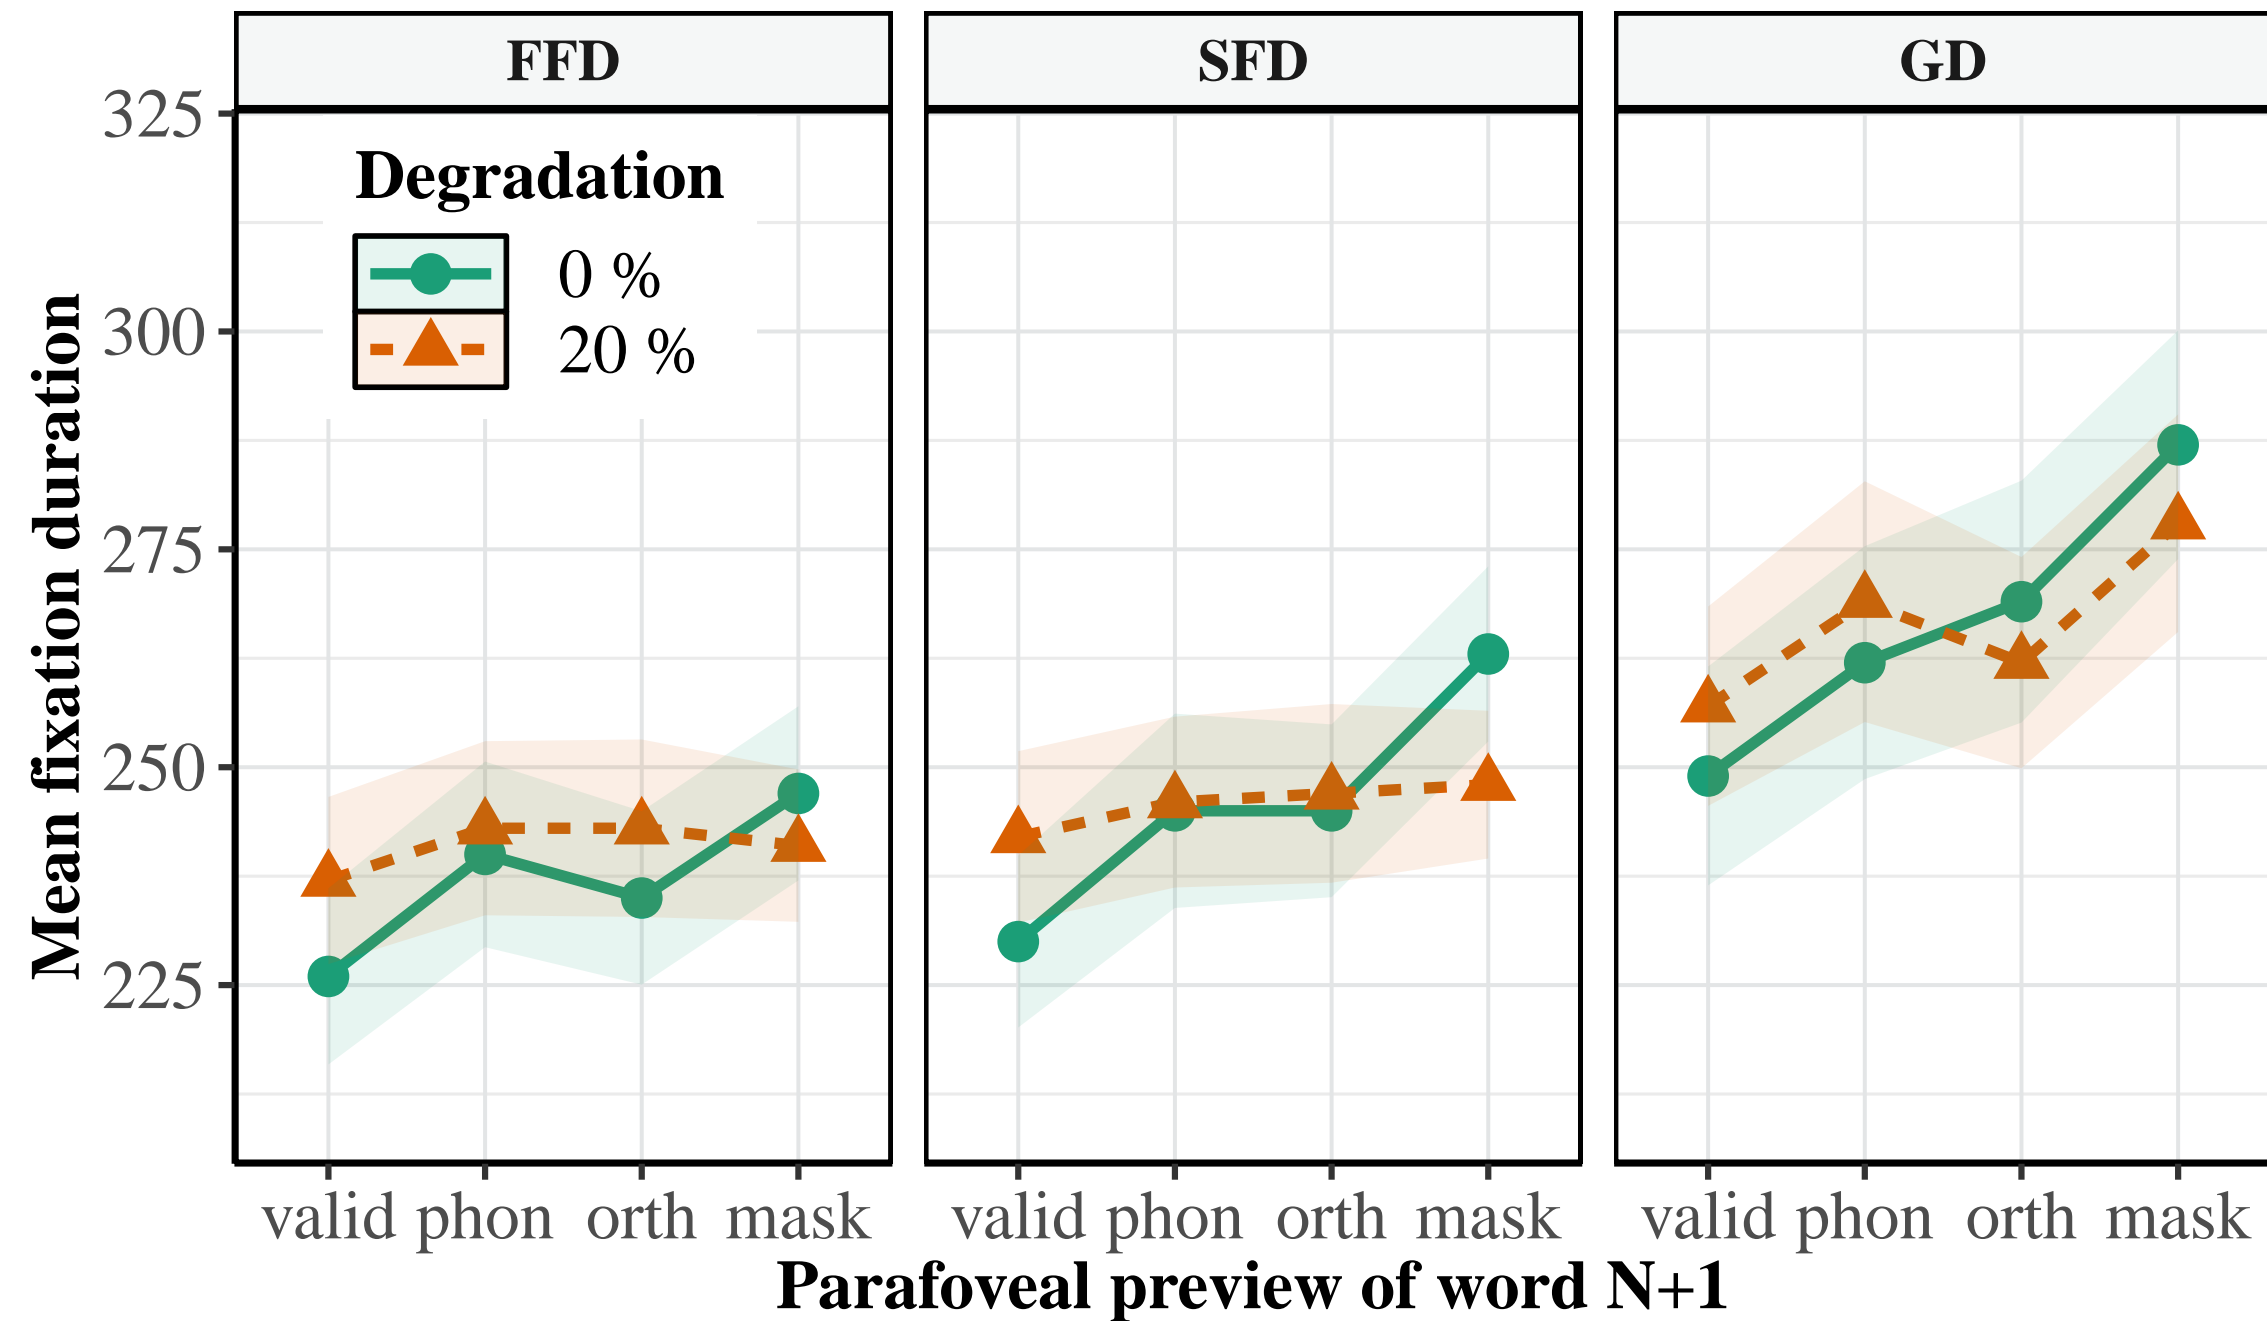 FFD SFD GD
Mean fixation duration
325
300
275
250
225
Degradation
0 %
20 %
valid phon orth mask valid phon orth mask valid phon orth mask
Parafoveal preview of word N+1